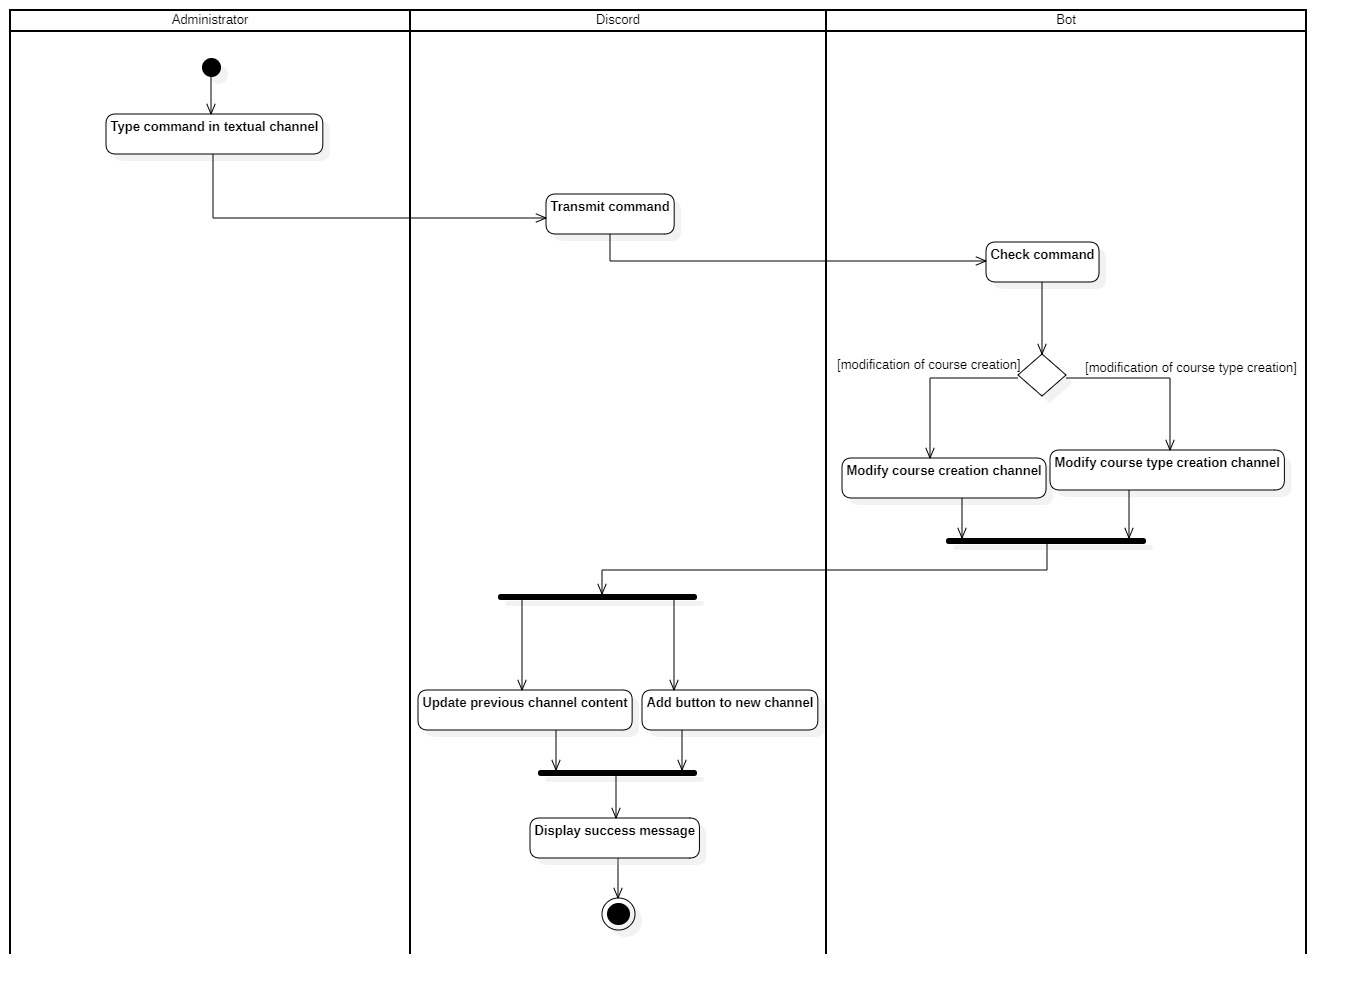 Administrator
Discord
Bot
Type command in textual channel
Transmit command
Check command
[modification of course creation]
[modification of course type creation]
Modify course creation channel
Modify course type creation channel
Update previous channel content
Add button to new channel
Display success message